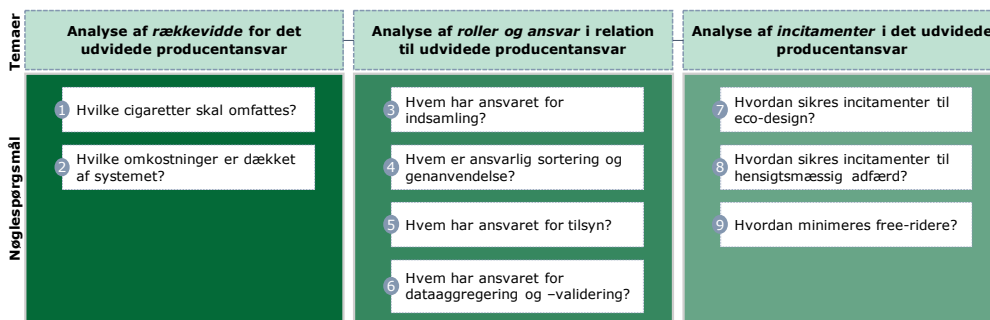 Temaer
Analyse af rækkevidde for det
udvidede producentansvar
Analyse af roller og ansvar i relation
til udvidede producentansvar
Analyse af incitamenter i det udvidede
producentansvar
Nøglespørgsmål
1 Hvilke cigaretter skal omfattes?
2 Hvilke omkostninger er dækket
af systemet?
3 Hvem har ansvaret for
indsamling?
4 Hvem er ansvarlig sortering og
genanvendelse?
5 Hvem har ansvaret for tilsyn?
6 Hvem har ansvaret for
dataaggregering og –validering?
7 Hvordan sikres incitamenter til
eco-design?
8 Hvordan sikres incitamenter til
hensigtsmæssig adfærd?
9 Hvordan minimeres free-ridere?